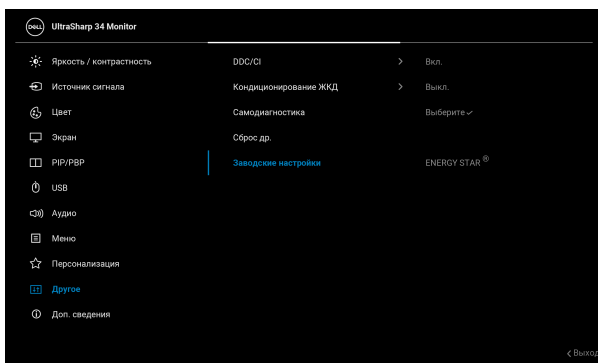 DELL UltraSharp 34 Monitor
Яркость / контрастность
DDC/CI
Вкл.
Источник сигнала
Кондиционирование ЖКД
Выкл.
Цвет
Самодиагностика
Выберите
Экран
Сброс др.
PIP/PBP
Заводские настройки
ENERGY STAR ®
USB
Аудио
Меню
Персонализация
Другое
Доп. сведения
Выход